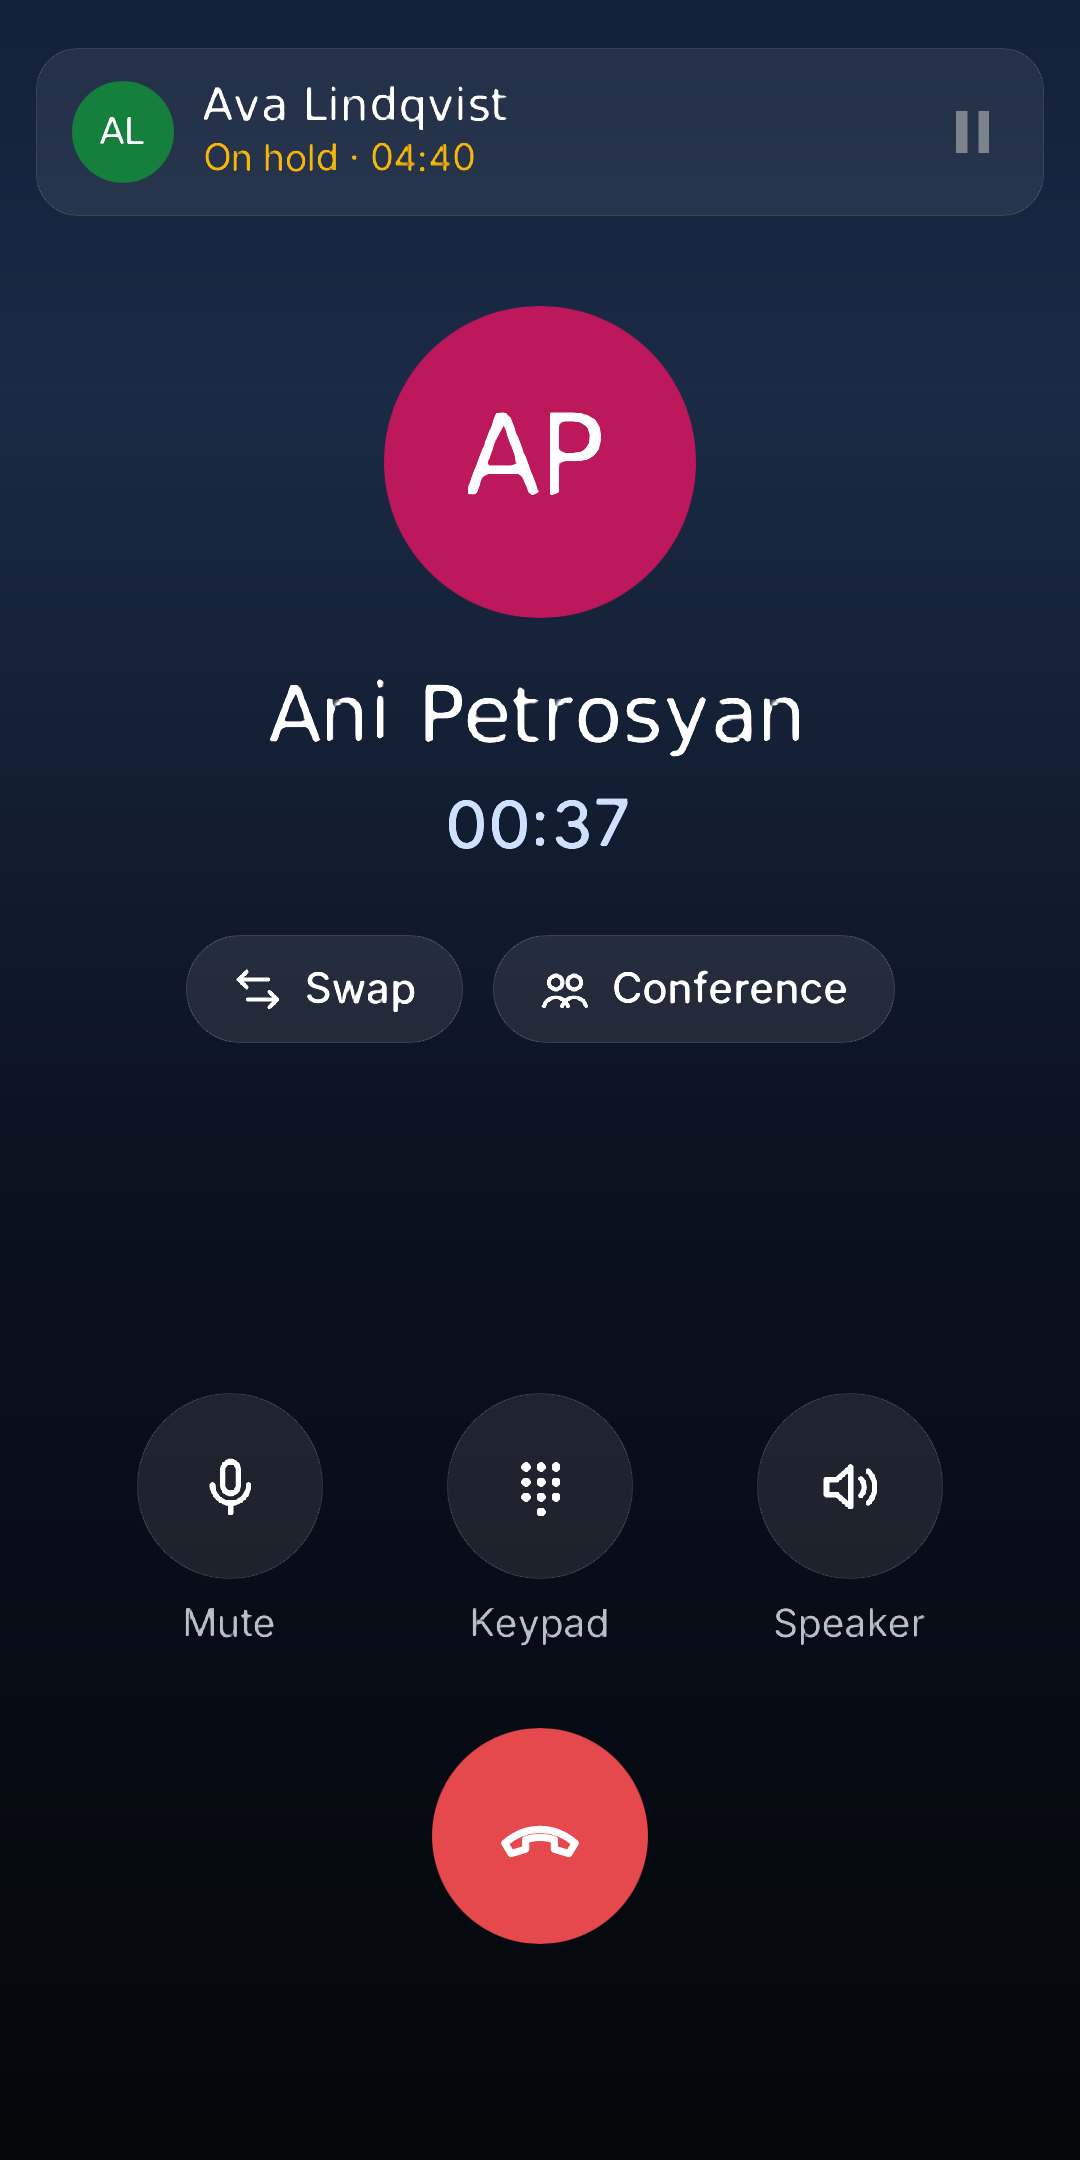 AL
Ava Lindqvist
On hold · 04:40
AP
Ani Petrosyan
00:37
Swap
Conference
Mute
Keypad
Speaker